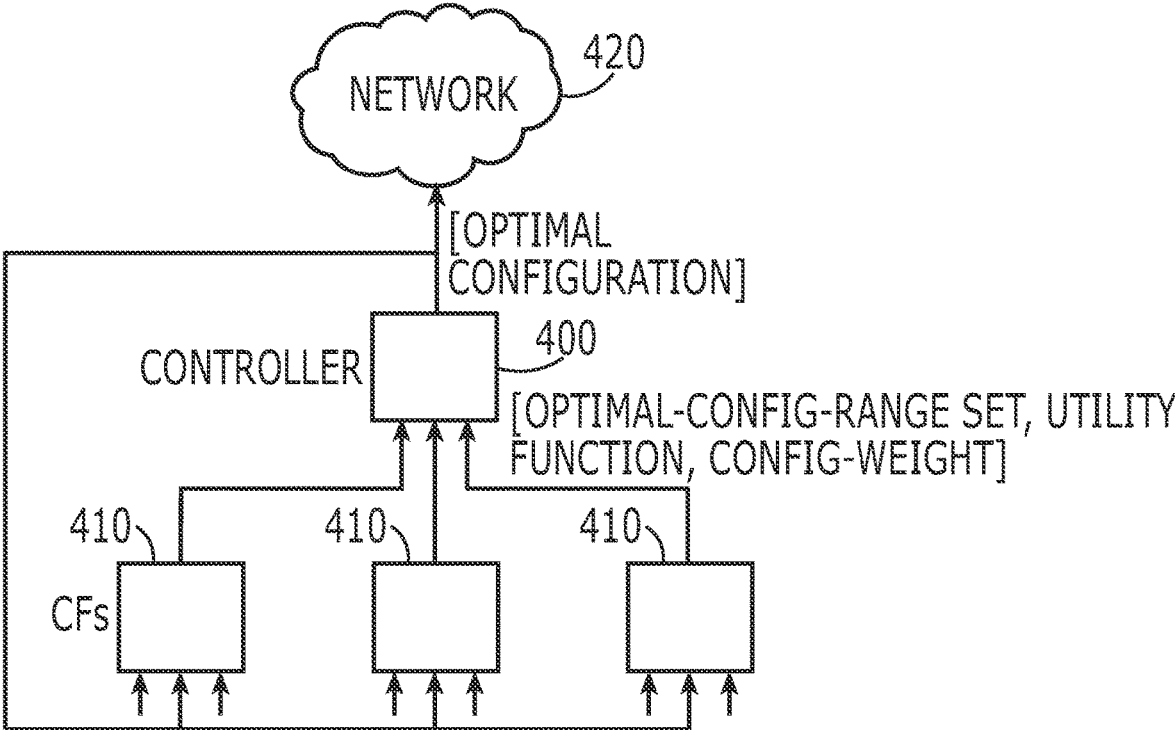 420
NETWORK
[OPTIMAL
CONFIGURATION]
400
CONTROLLER
[OPTIMAL-CONFIG-RANGE SET, UTILITY
FUNCTION, CONFIG-WEIGHT]
410
410
410
CFs